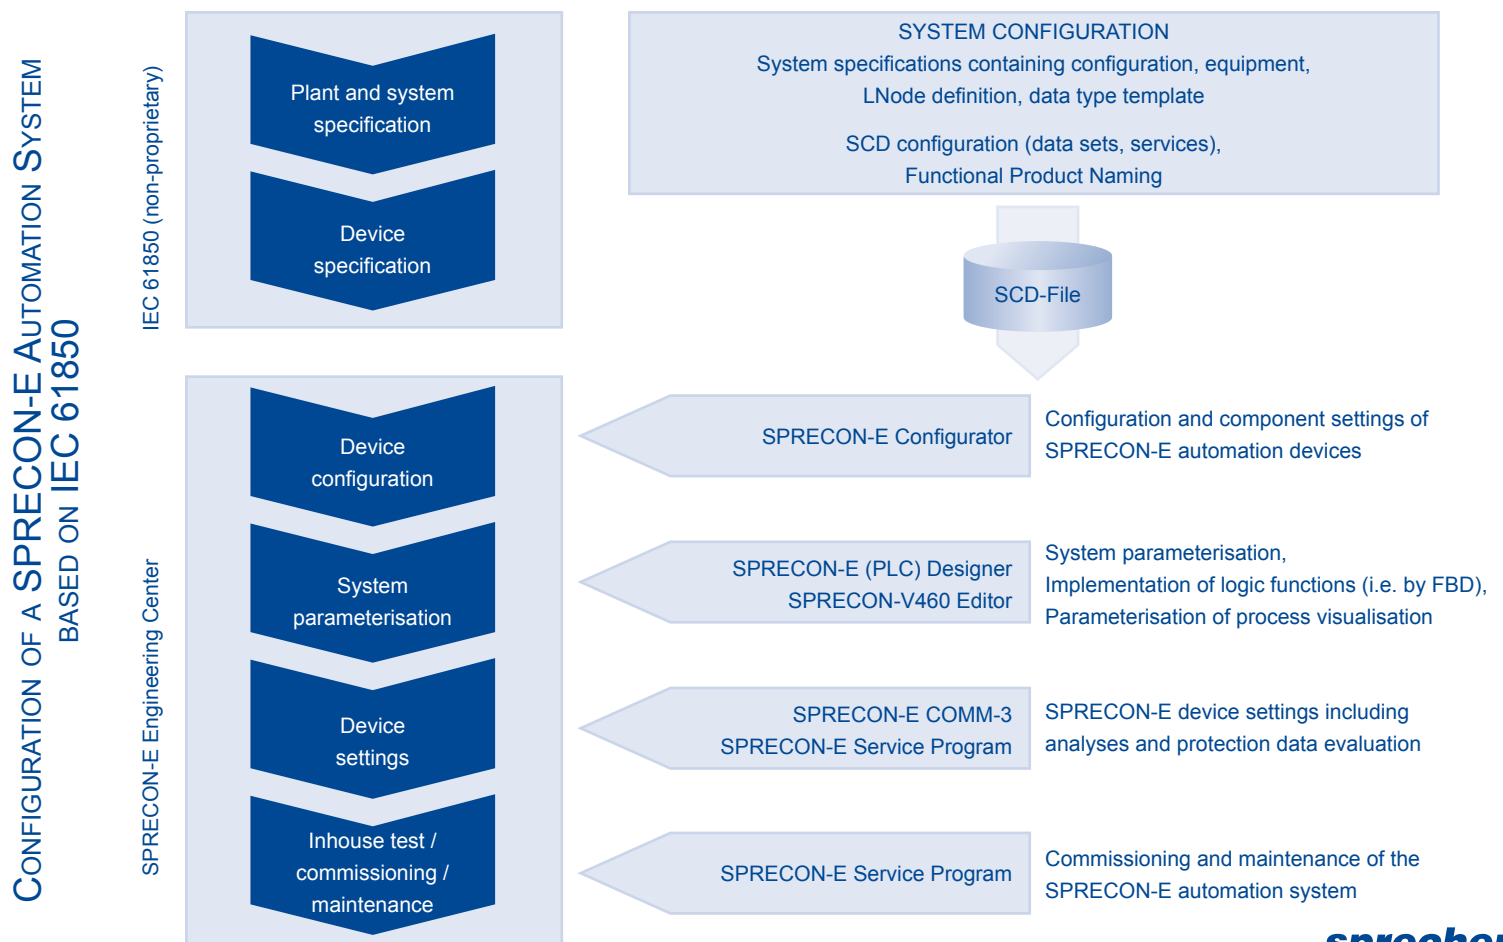 CONFIGURATION OF A SPRECON-E AUTOMATION SYSTEM
BASED ON IEC 61850
IEC 61850 (non-proprietary)
Plant and system
specification
Device
specification
SYSTEM CONFIGURATION
System specifications containing configuration, equipment,
LNode definition, data type template
SCD configuration (data sets, services),
Functional Product Naming
SCD-File
SPRECON-E Engineering Center
Device
configuration
SPRECON-E Configurator
Configuration and component settings of
SPRECON-E automation devices
System
parameterisation
SPRECON-E (PLC) Designer
SPRECON-V460 Editor
System parameterisation,
Implementation of logic functions (i.e. by FBD),
Parameterisation of process visualisation
Device
settings
SPRECON-E COMM-3
SPRECON-E Service Program
SPRECON-E device settings including
analyses and protection data evaluation
Inhouse test /
commissioning /
maintenance
SPRECON-E Service Program
Commissioning and maintenance of the
SPRECON-E automation system